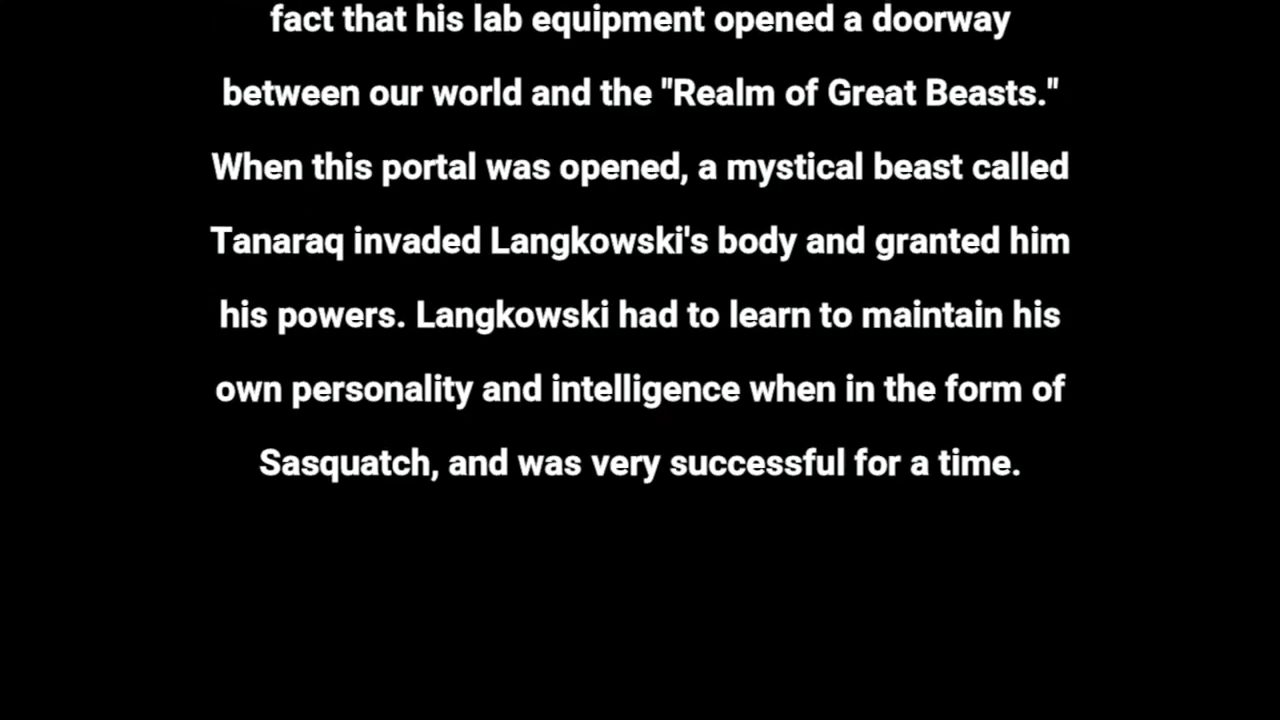 fact that his lab equipment opened a doorway
between our world and the "Realm of Great Beasts."
When this portal was opened, a mystical beast called
Tanaraq invaded Langkowski's body and granted him
his powers. Langkowski had to learn to maintain his
own personality and intelligence when in the form of
Sasquatch, and was very successful for a time.